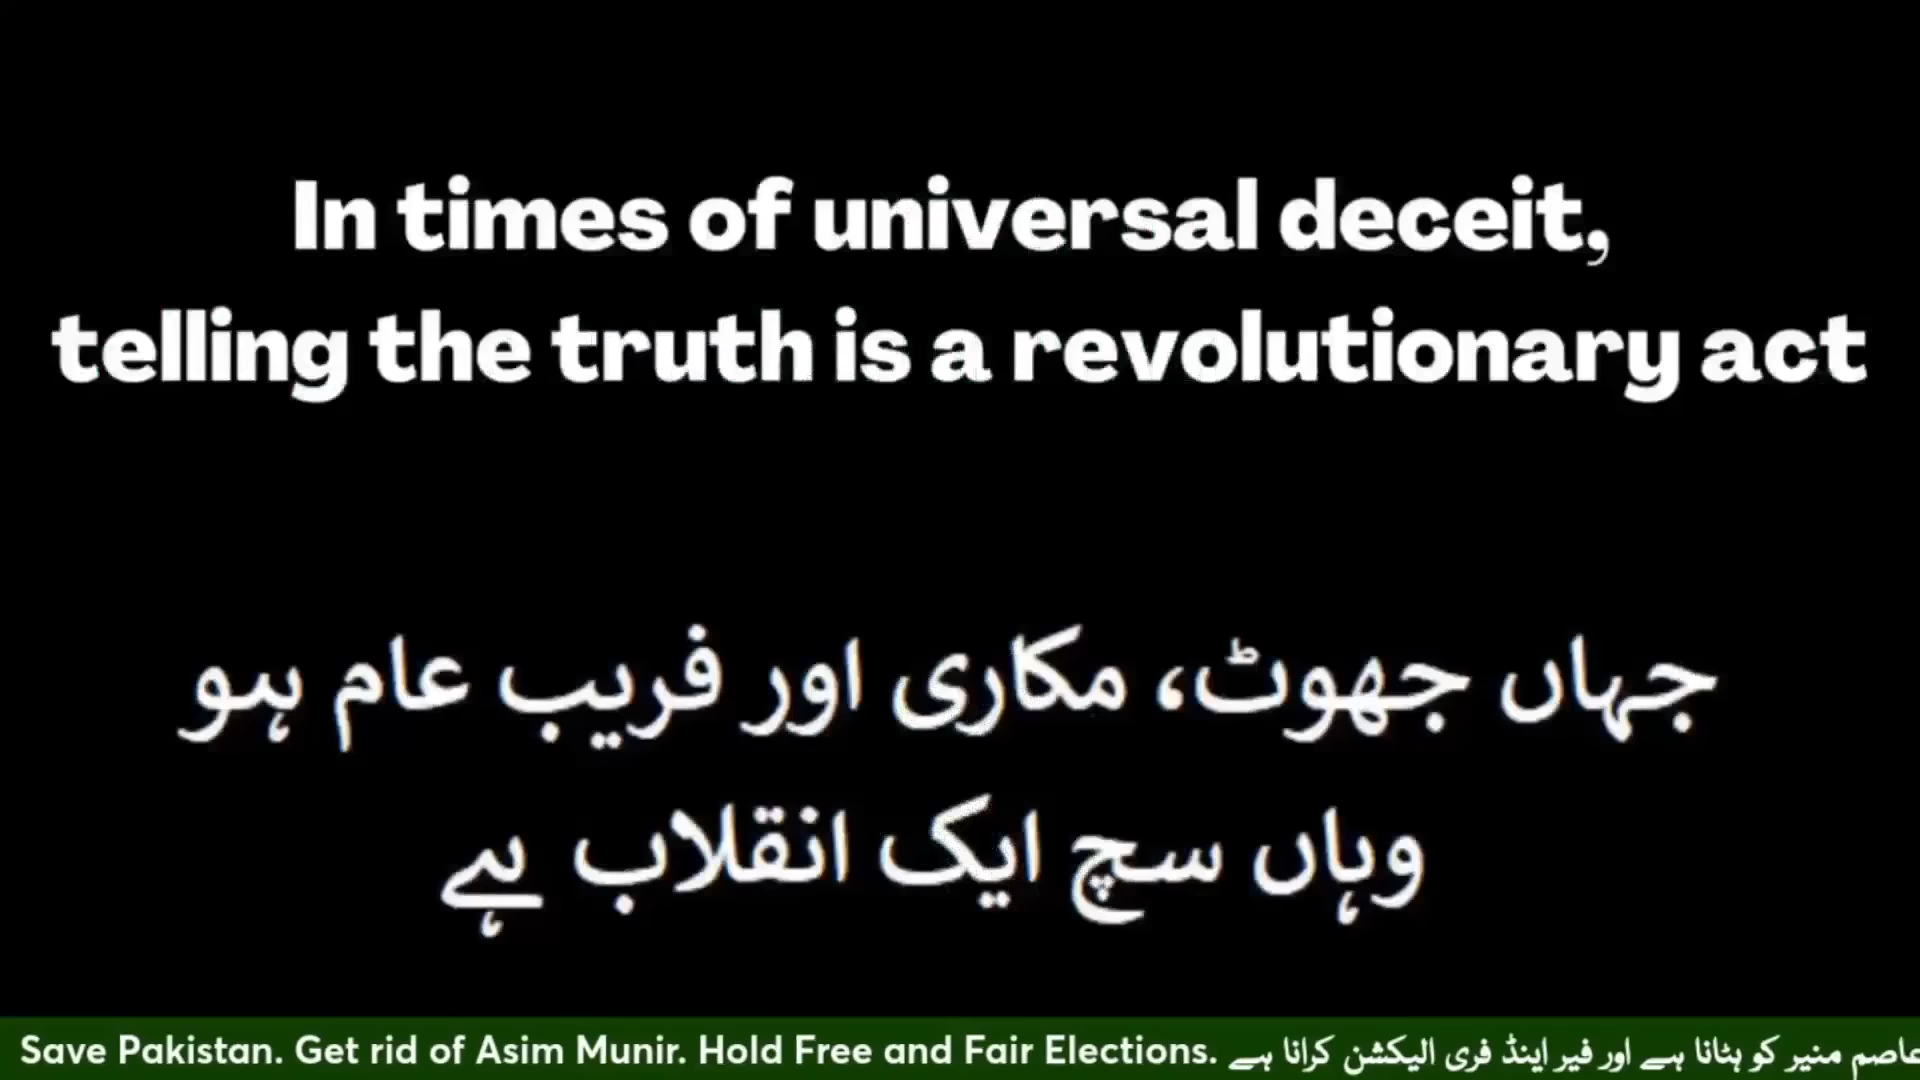 In times of universal deceit,
telling the truth is a revolutionary act
جہاں جھوٹ، مکاری اور فریب عام ہو
وہاں سچ ایک انقلاب ہے
Save Pakistan. Get rid of Asim Munir. Hold Free and Fair Elections. عاصم منیر کو ہٹانا ہے اور فیر اینڈ فری الیکشن کرانا ہے